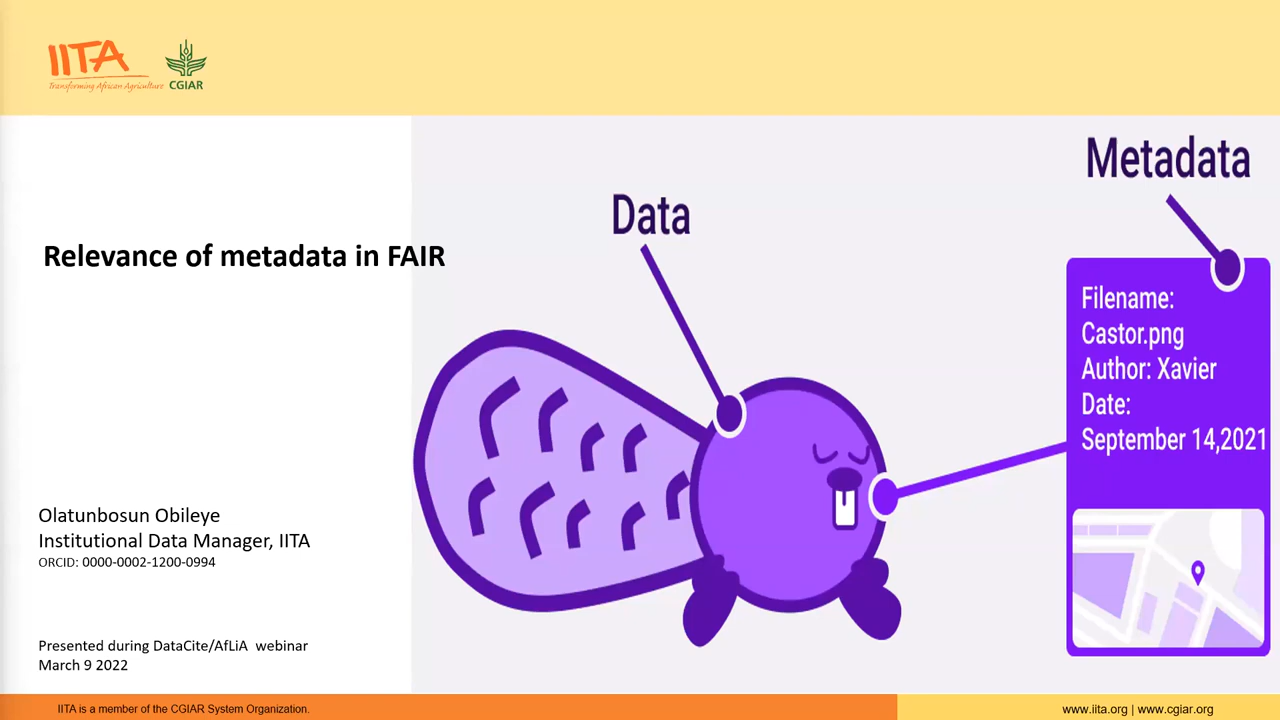 IITA
Transforming African Agriculture
CGIAR
Metadata
Data
Relevance of metadata in FAIR
Filename:
Castor.png
Author: Xavier
Date:
September 14,2021
Olatunbosun Obileye
Institutional Data Manager, IITA
ORCID: 0000-0002-1200-0994
Presented during DataCite/AfLiA webinar
March 9 2022
IITA is a member of the CGIAR System Organization.
www.iita.org | www.cgiar.org